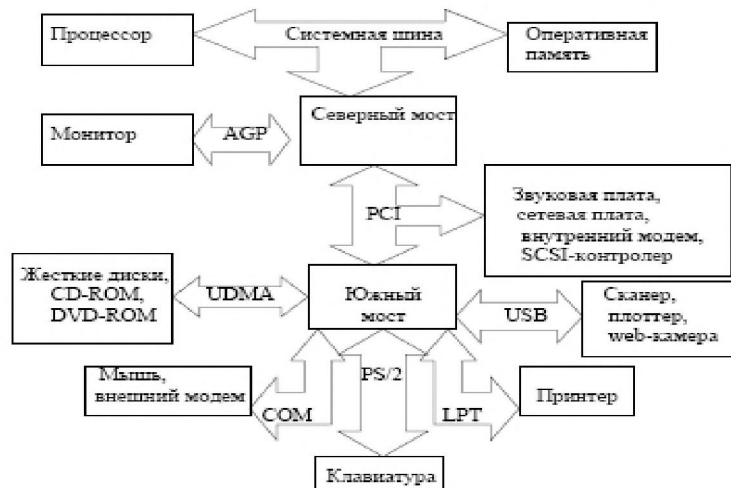 Процессор
Системная шина
Оперативная
память
Северный мост
Монитор
AGP
PCI
Звуковая плата,
сетевая плата,
внутренний модем,
SCSI-контролер
Жесткие диски,
CD-ROM,
DVD-ROM
UDMA
Южный
мост
USB
Сканер,
плоттер,
web-камера
Мышь,
внешний модем
COM
PS/2
LPT
Принтер
Клавиатура